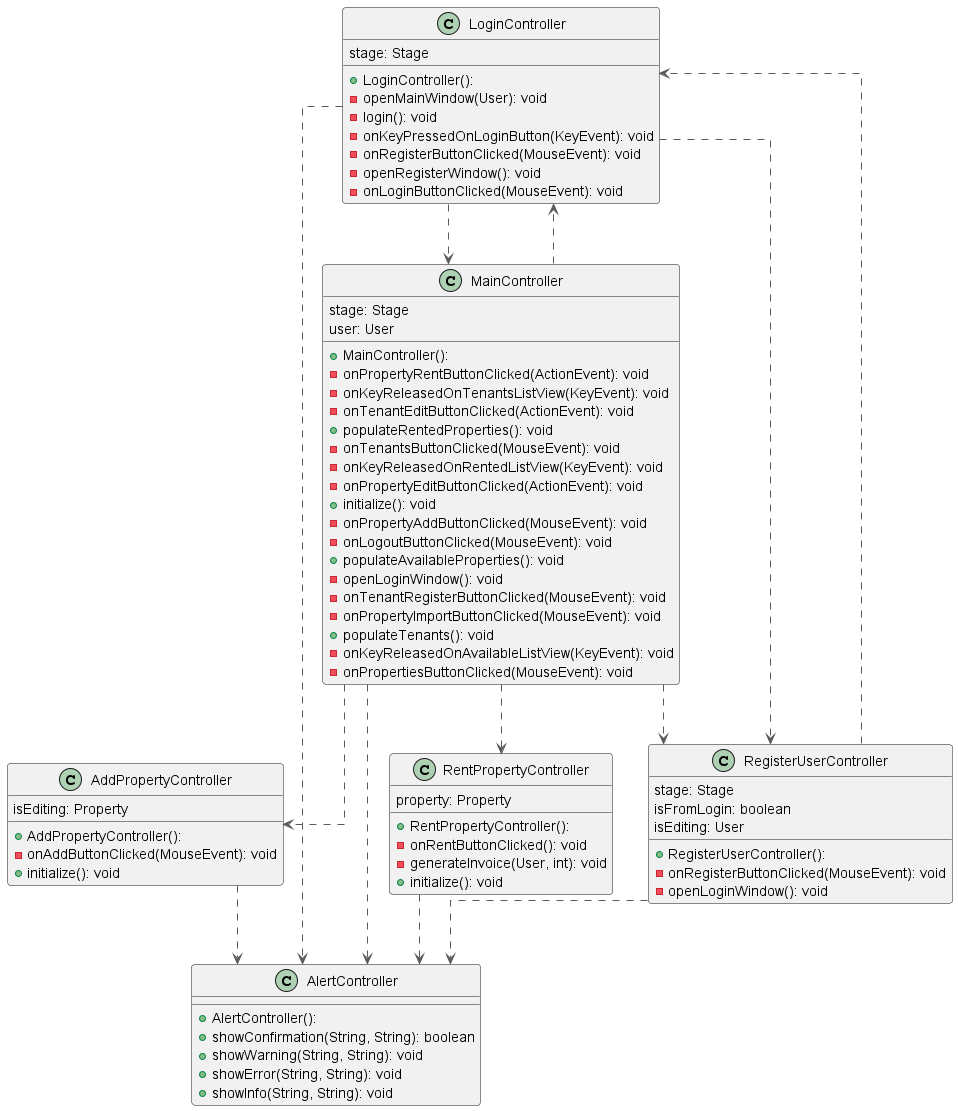 C LoginController
stage: Stage
LoginController():
openMainWindow(User): void
login(): void
onKeyPressedOnLoginButton(KeyEvent): void
onRegisterButtonClicked(MouseEvent): void
openRegisterWindow(): void
onLoginButtonClicked(MouseEvent): void
C MainController
stage: Stage
user: User
MainController():
onPropertyRentButtonClicked(ActionEvent): void
onKeyReleasedOnTenantsListView(KeyEvent): void
onTenantEditButtonClicked(ActionEvent): void
populateRentedProperties(): void
onTenantsButtonClicked(MouseEvent): void
onKeyReleasedOnRentedListView(KeyEvent): void
onPropertyEditButtonClicked(ActionEvent): void
initialize(): void
onPropertyAddButtonClicked(MouseEvent): void
onLogoutButtonClicked(MouseEvent): void
populateAvailableProperties(): void
openLoginWindow(): void
onTenantRegisterButtonClicked(MouseEvent): void
onPropertyImportButtonClicked(MouseEvent): void
populateTenants(): void
onKeyReleasedOnAvailableListView(KeyEvent): void
onPropertiesButtonClicked(MouseEvent): void
C AddPropertyController
isEditing: Property
AddPropertyController():
onAddButtonClicked(MouseEvent): void
initialize(): void
C RentPropertyController
property: Property
RentPropertyController():
onRentButtonClicked(): void
generateInvoice(User, int): void
initialize(): void
C RegisterUserController
stage: Stage
isFromLogin: boolean
isEditing: User
RegisterUserController():
onRegisterButtonClicked(MouseEvent): void
openLoginWindow(): void
C AlertController
AlertController():
showConfirmation(String, String): boolean
showWarning(String, String): void
showError(String, String): void
showInfo(String, String): void